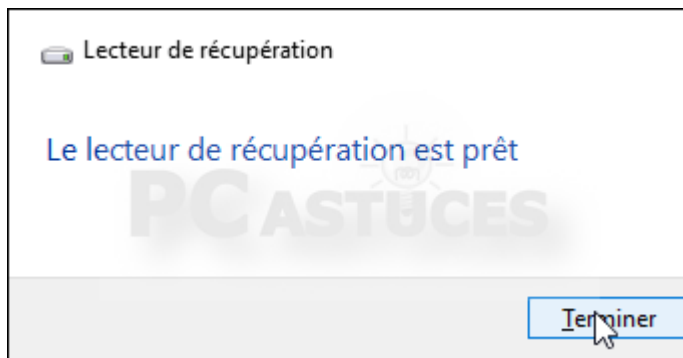 Lecteur de récupération
Le lecteur de récupération est prêt
PC ASTUCES
Terminer